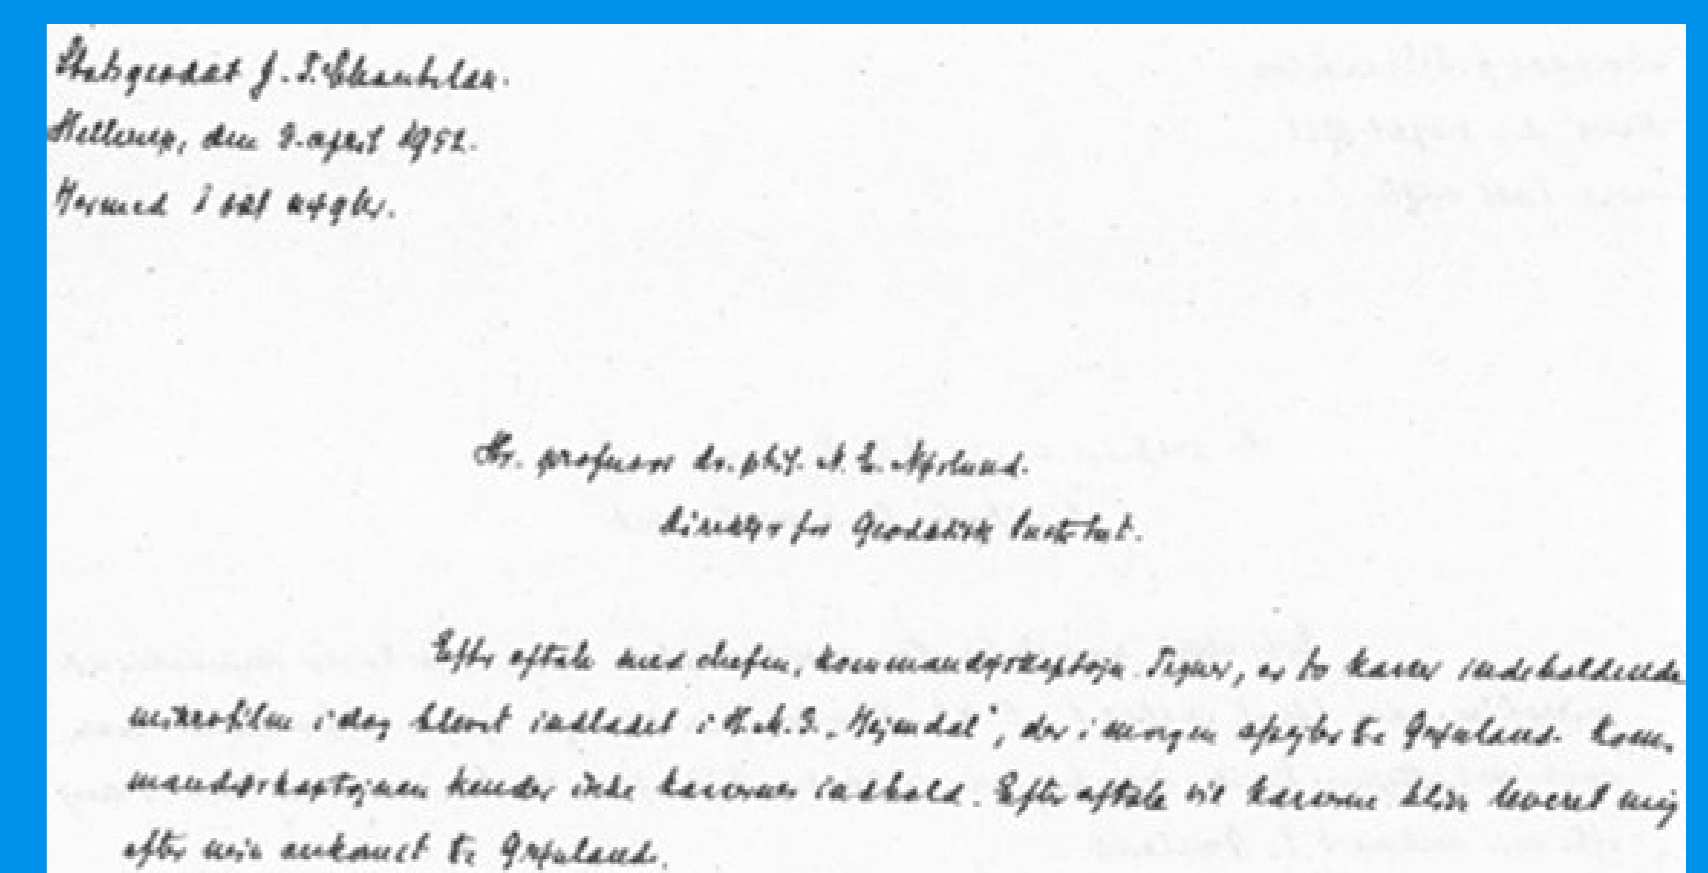 Statsgeodæt J. P. Chantelau.
Hellerup, den 9. april 1952.
Hermed 1 sæt nøgler.
Hr. professor dr. phil. N. E. Nørlund.
direktør for Geodætisk Institut.
Efter aftale med chefen, kommandørkaptajn, er to kasser indeholdende
mikrofilm i dag blevet indladet i H.M.S. „Hejmdal", der i morgen afsejler til Grønland. Kom-
mandørkaptajnen kender ikke kassernes indhold. Efter aftale vil kasserne blive leveret mig
efter min ankomst til Grønland.